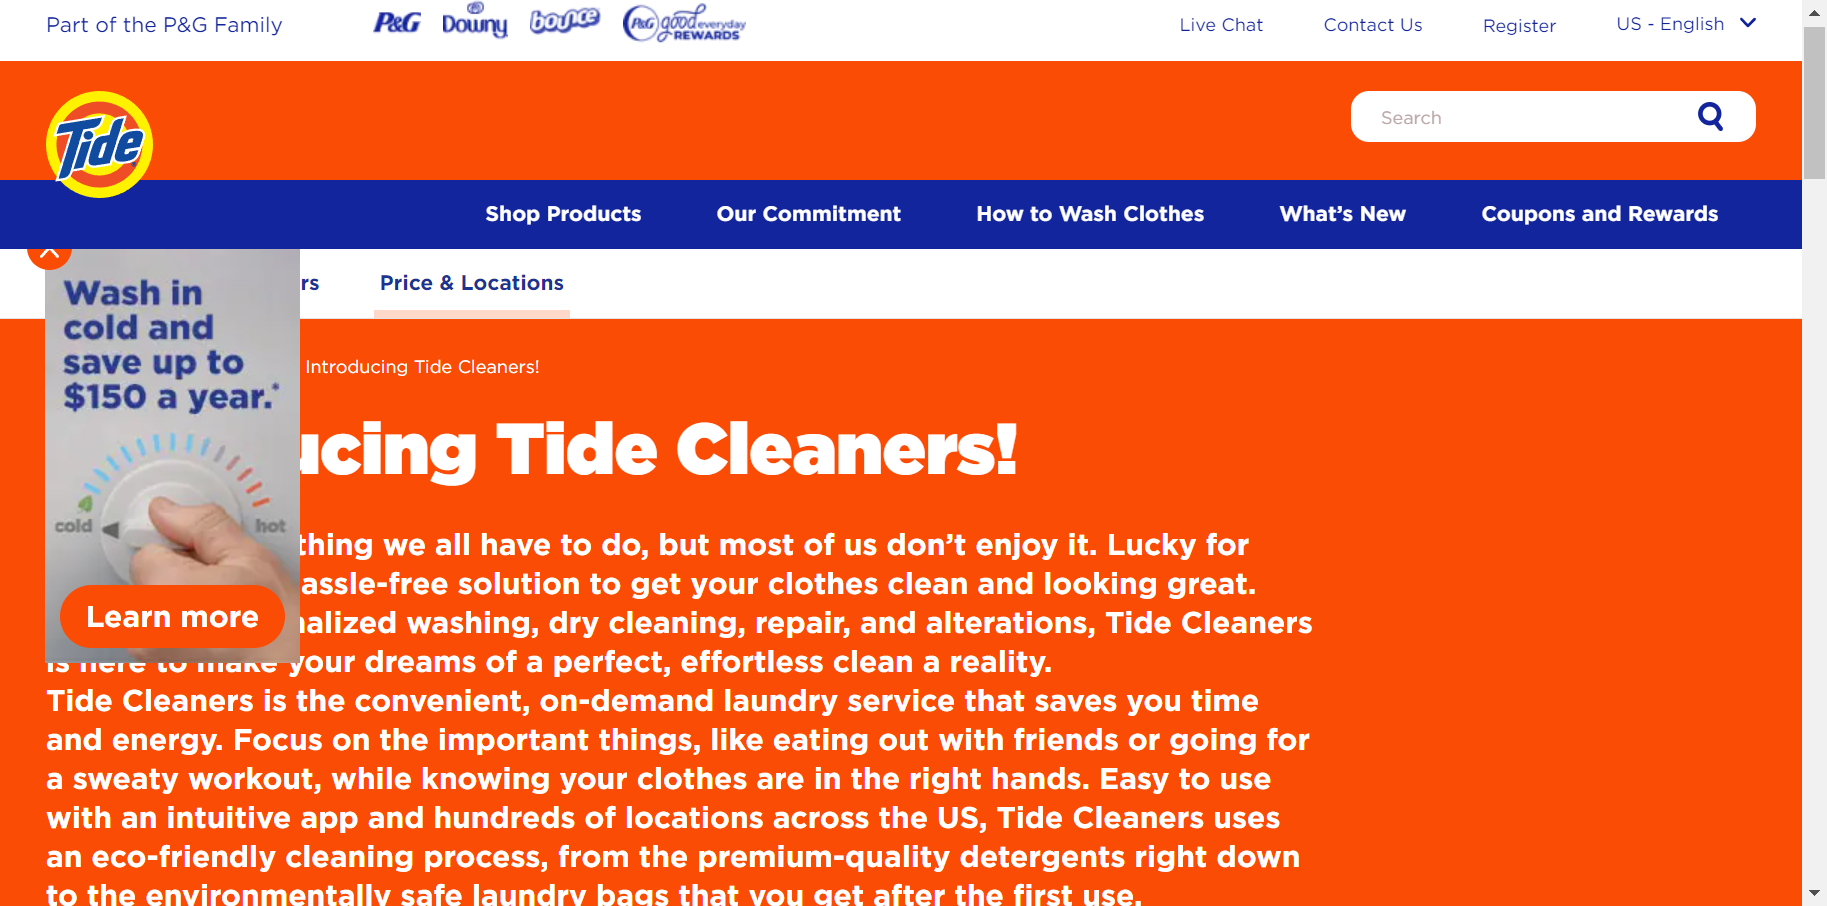 Part of the P&G Family
P&G
Downy
bounce
P&G good everyday REWARDS
Live Chat
Contact Us
Register
US - English
Tide
Search
Shop Products
Our Commitment
How to Wash Clothes
What's New
Coupons and Rewards
rs
Price & Locations
Wash in
cold and
save up to
$150 a year.*
cold
hot
Learn more
Introducing Tide Cleaners!
ucing Tide Cleaners!
thing we all have to do, but most of us don't enjoy it. Lucky for
assle-free solution to get your clothes clean and looking great.
nalized washing, dry cleaning, repair, and alterations, Tide Cleaners
is here to make your dreams of a perfect, effortless clean a reality.
Tide Cleaners is the convenient, on-demand laundry service that saves you time
and energy. Focus on the important things, like eating out with friends or going for
a sweaty workout, while knowing your clothes are in the right hands. Easy to use
with an intuitive app and hundreds of locations across the US, Tide Cleaners uses
an eco-friendly cleaning process, from the premium-quality detergents right down
to the environmentally safe laundry bags that you get after the first use.